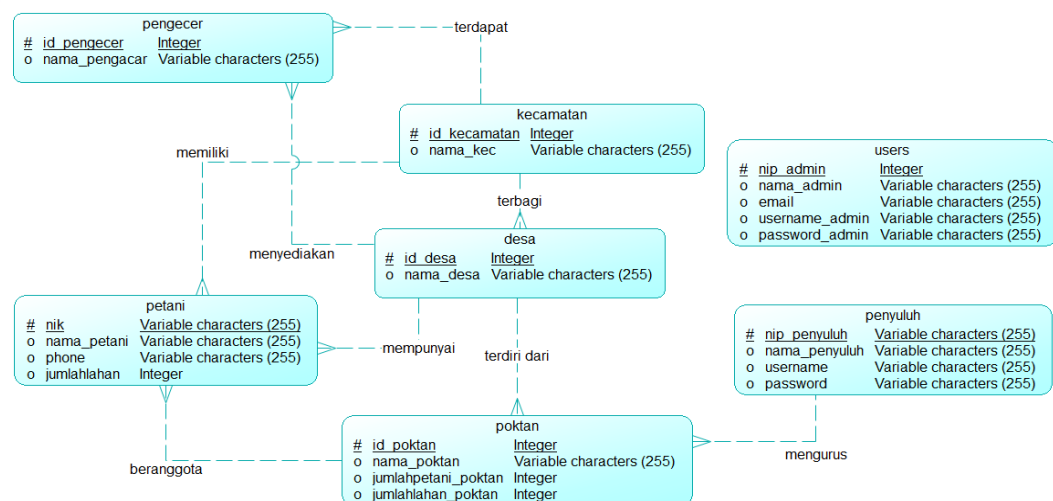 pengecer
# id_pengecer Integer
o nama_pengacar Variable characters (255)
terdapat
kecamatan
# id_kecamatan Integer
o nama_kec Variable characters (255)
memiliki
users
# nip_admin Integer
o nama_admin Variable characters (255)
o email Variable characters (255)
o username_admin Variable characters (255)
o password_admin Variable characters (255)
terbagi
desa
# id_desa Integer
o nama_desa Variable characters (255)
menyediakan
petani
# nik Variable characters (255)
o nama_petani Variable characters (255)
o phone Variable characters (255)
o jumlahlahan Integer
mempunyai
terdiri dari
penyuluh
# nip_penyuluh Variable characters (255)
o nama_penyuluh Variable characters (255)
o username Variable characters (255)
o password Variable characters (255)
poktan
# id_poktan Integer
o nama_poktan Variable characters (255)
o jumlahpetani_poktan Integer
o jumlahlahan_poktan Integer
beranggota
mengurus